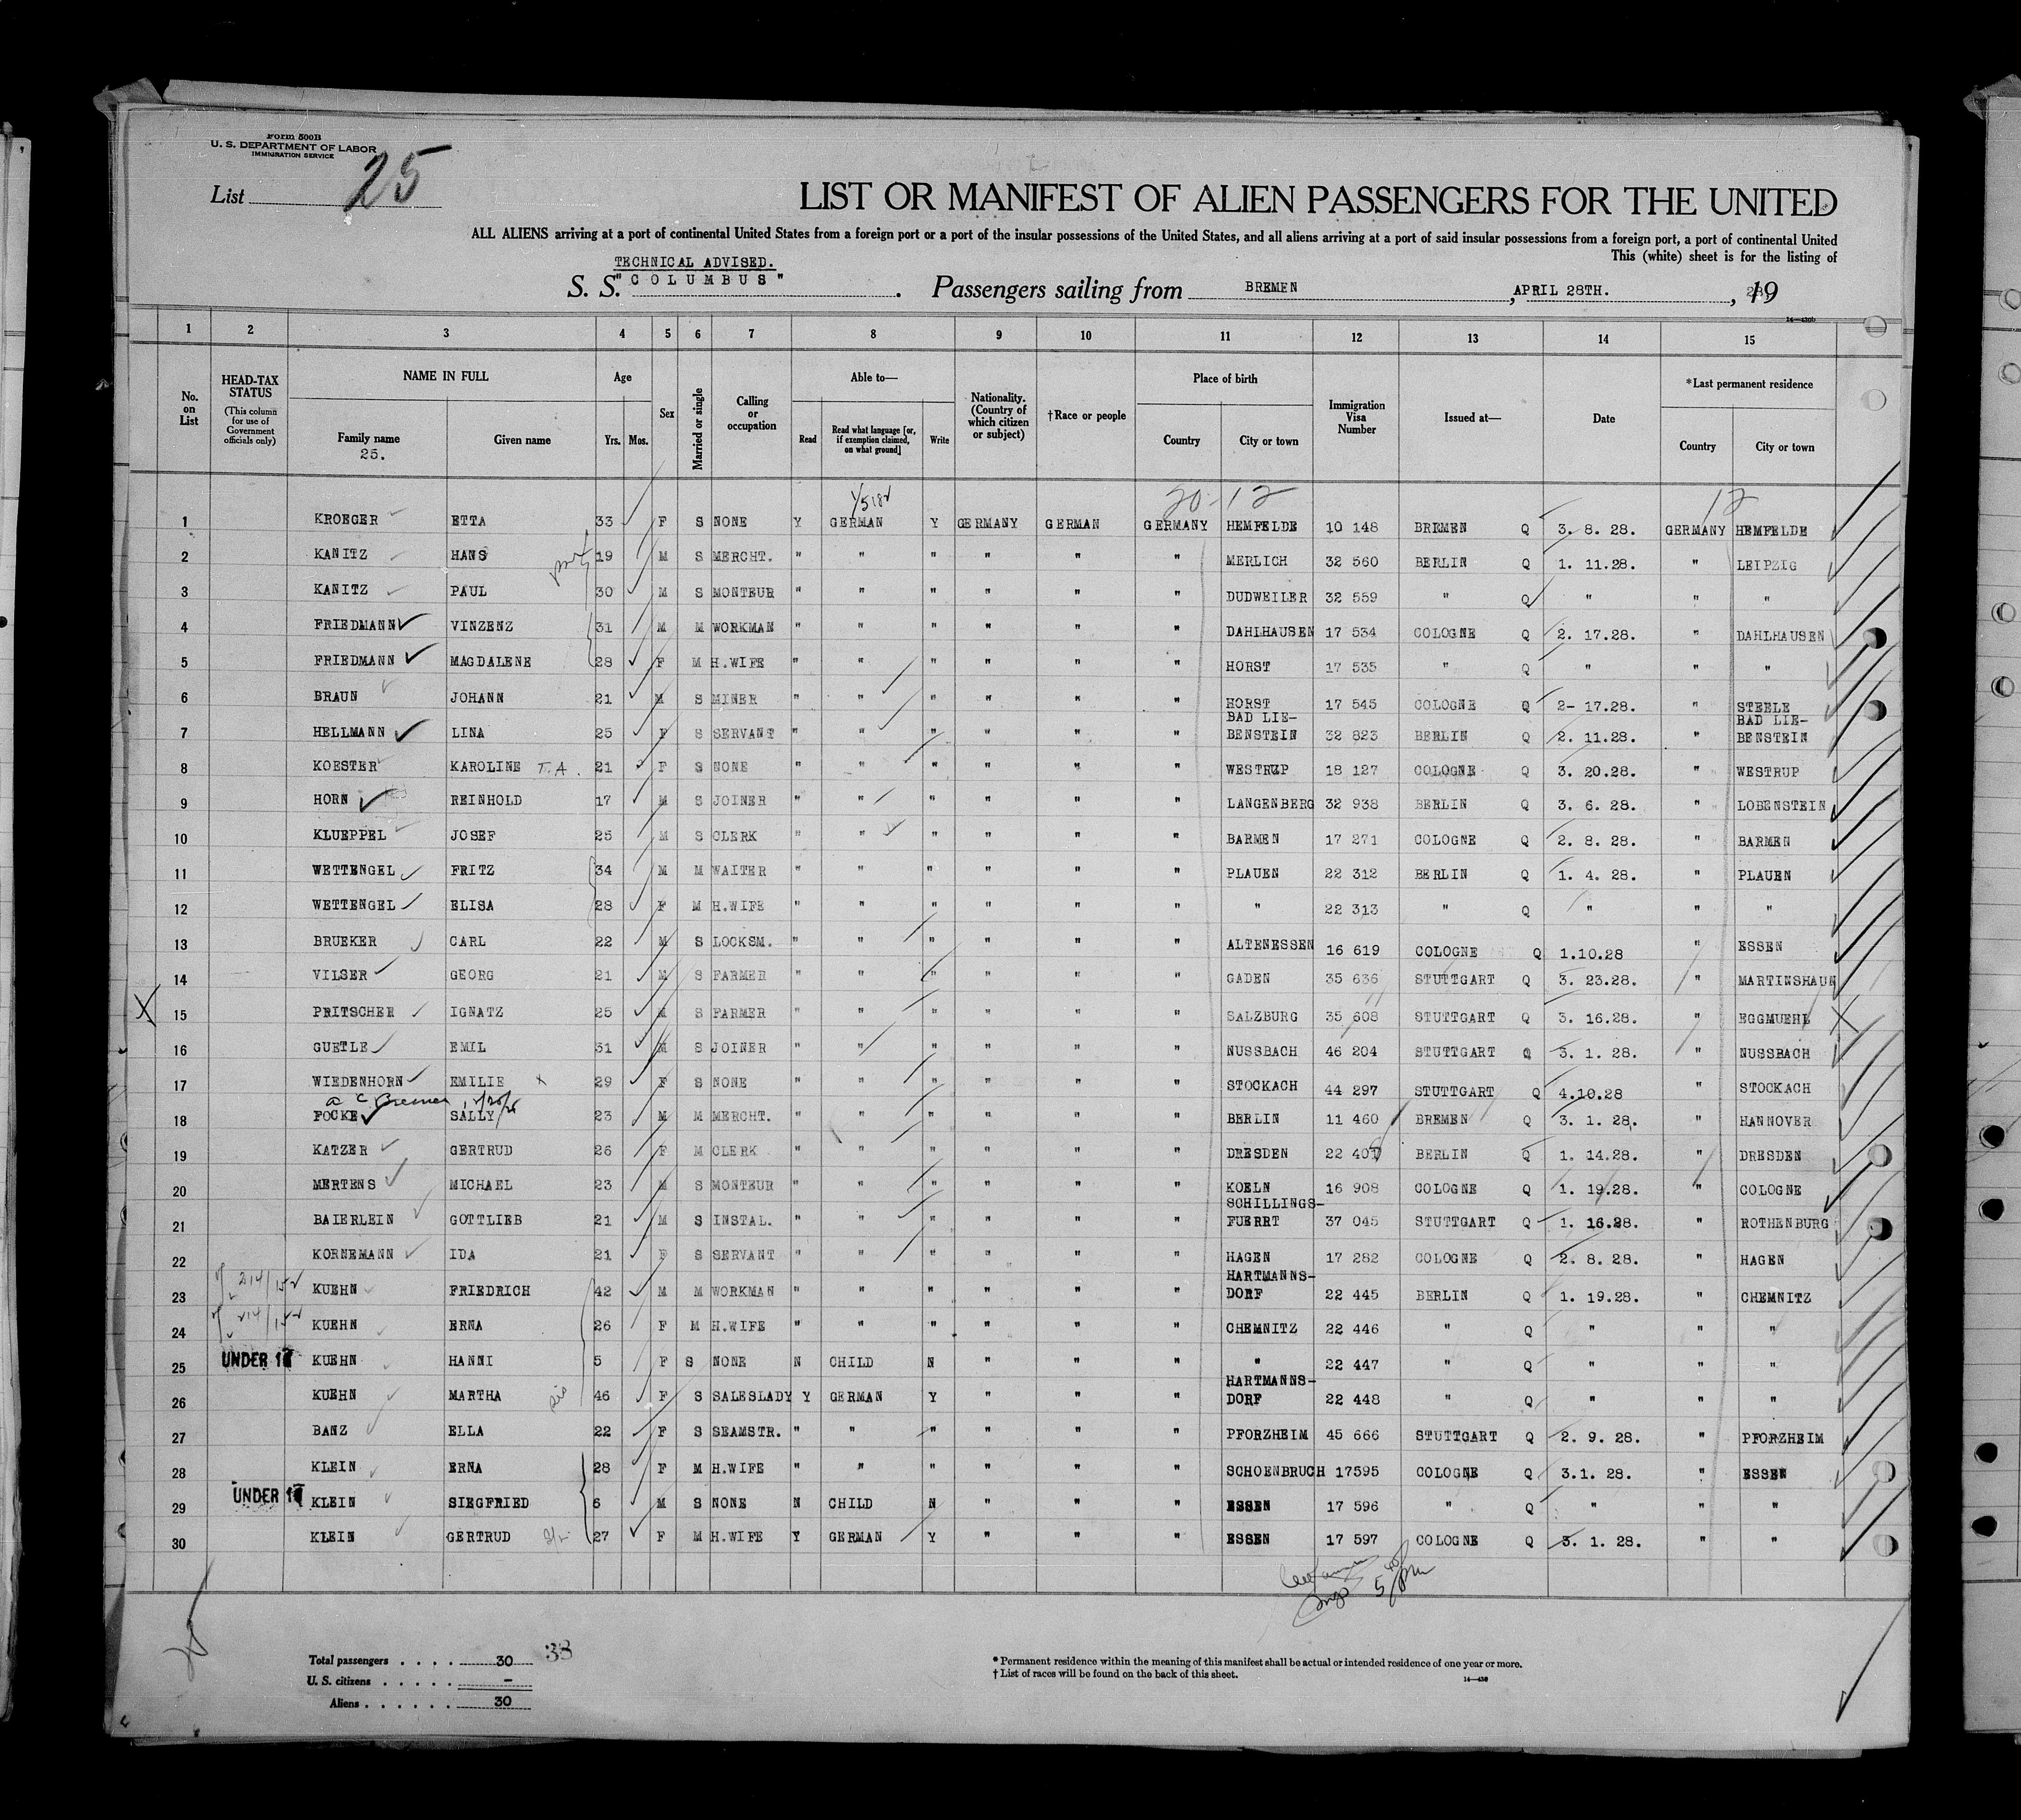 Form 500B
U. S. DEPARTMENT OF LABOR
IMMIGRATION SERVICE
List 25
LIST OR MANIFEST OF ALIEN PASSENGERS FOR THE UNITED
ALL ALIENS arriving at a port of continental United States from a foreign port or a port of the insular possessions of the United States, and all aliens arriving at a port of said insular possessions from a foreign port, a port of continental United
This (white) sheet is for the listing of
TECHNICAL ADVISED.
S. S. "COLUMBUS". Passengers sailing from BREMEN, APRIL 28TH., 19 28
16—430b
1 2 3 4 5 6 7 8 9 10 11 12 13 14 15
No. on List
HEAD-TAX STATUS (This column for use of Government officials only)
NAME IN FULL
Family name
25.
Given name
Age
Yrs. Mos.
Sex
Married or single
Calling or occupation
Able to—
Read
Read what language [or, if exemption claimed, on what ground]
Write
Nationality. (Country of which citizen or subject)
†Race or people
Place of birth
Country
City or town
Immigration Visa Number
Issued at—
Date
*Last permanent residence
Country
City or town
20-12 12
1 KROEGER ETTA 33 F S NONE Y GERMAN Y GERMANY GERMAN GERMANY HEMFELDE 10 148 BREMEN Q 3. 8. 28. GERMANY HEMFELDE
2 KANITZ HANS 19 M S MERCHT. " " " " " " MERLICH 32 560 BERLIN Q 1. 11.28. " LEIPZIG
3 KANITZ PAUL 30 M S MONTEUR " " " " " " DUDWEILER 32 559 " Q " " "
4 FRIEDMANN VINZENZ 31 M M WORKMAN " " " " " " DAHLHAUSEN 17 534 COLOGNE Q 2. 17.28. " DAHLHAUSEN
5 FRIEDMANN MAGDALENE 28 F M H.WIFE " " " " " " HORST 17 535 " Q " " "
6 BRAUN JOHANN 21 M S MINER " " " " " " HORST 17 545 COLOGNE Q 2- 17.28. " STEELE
7 HELLMANN LINA 25 F S SERVANT " " " " " " BAD LIE-BENSTEIN 32 823 BERLIN Q 2. 11.28. " BAD LIE-BENSTEIN
8 KOESTER KAROLINE T.A. 21 F S NONE " " " " " " WESTRUP 18 127 COLOGNE Q 3. 20.28. " WESTRUP
9 HORN REINHOLD 17 M S JOINER " " " " " " LANGENBERG 32 938 BERLIN Q 3. 6. 28. " LOBENSTEIN
10 KLUEPPEL JOSEF 25 M S CLERK " " " " " " BARMEN 17 271 COLOGNE Q 2. 8. 28. " BARMEN
11 WETTENGEL FRITZ 34 M M WAITER " " " " " " PLAUEN 22 312 BERLIN Q 1. 4. 28. " PLAUEN
12 WETTENGEL ELISA 28 F M H.WIFE " " " " " " " 22 313 " Q " " "
13 BRUEKER CARL 22 M S LOCKSM. " " " " " " ALTENESSEN 16 619 COLOGNE Q 1.10.28 " ESSEN
14 VILSER GEORG 21 M S FARMER " " " " " " GADEN 35 636 STUTTGART Q 3. 23.28. " MARTINSHAUN
X 15 PRITSCHER IGNATZ 25 M S FARMER " " " " " " SALZBURG 35 608 STUTTGART Q 3. 16.28. " EGGMUEHL
16 GUETLE EMIL 31 M S JOINER " " " " " " NUSSBACH 46 204 STUTTGART Q 3. 1. 28. " NUSSBACH
17 WIEDENHORN EMILIE x 29 F S NONE " " " " " " STOCKACH 44 297 STUTTGART Q 4.10.28 " STOCKACH
a c Bremen
18 FOCKE SALLY 23 M M MERCHT. " " " " " " BERLIN 11 460 BREMEN Q 3. 1. 28. " HANNOVER
19 KATZER GERTRUD 26 F M CLERK " " " " " " DRESDEN 22 408 BERLIN Q 1. 14.28. " DRESDEN
20 MERTENS MICHAEL 23 M S MONTEUR " " " " " " KOELN 16 908 COLOGNE Q 1. 19.28. " COLOGNE
21 BAIERLEIN GOTTLIEB 21 M S INSTAL. " " " " " " SCHILLINGS-FUERRT 37 045 STUTTGART Q 1. 16.28. " ROTHENBURG
22 KORNEMANN IDA 21 F S SERVANT " " " " " " HAGEN 17 282 COLOGNE Q 2. 8. 28. " HAGEN
23 KUEHN FRIEDRICH 42 M M WORKMAN " " " " " " HARTMANNS-DORF 22 445 BERLIN Q 1. 19.28. " CHEMNITZ
24 KUEHN ERNA 26 F M H.WIFE " " " " " " CHEMNITZ 22 446 " Q " " "
UNDER 16 25 KUEHN HANNI 5 F S NONE N CHILD N " " " " 22 447 " Q " " "
26 KUEHN MARTHA sis 46 F S SALESLADY Y GERMAN Y " " " HARTMANNS-DORF 22 448 " Q " " "
27 BANZ ELLA 22 F S SEAMSTR. " " " " " " PFORZHEIM 45 666 STUTTGART Q 2. 9. 28. " PFORZHEIM
28 KLEIN ERNA 28 F M H.WIFE " " " " " " SCHOENBRUCH 17595 COLOGNE Q 3.1. 28. " ESSEN
UNDER 16 29 KLEIN SIEGFRIED 6 M S NONE N CHILD N " " " ESSEN 17 596 " Q " " "
30 KLEIN GERTRUD 27 F M H.WIFE Y GERMAN Y " " " ESSEN 17 597 COLOGNE Q 3. 1. 28. " "
Total passengers . . . . 30 33
U. S. citizens . . . . . –
Aliens . . . . . . 30
* Permanent residence within the meaning of this manifest shall be actual or intended residence of one year or more.
† List of races will be found on the back of this sheet.
14—430